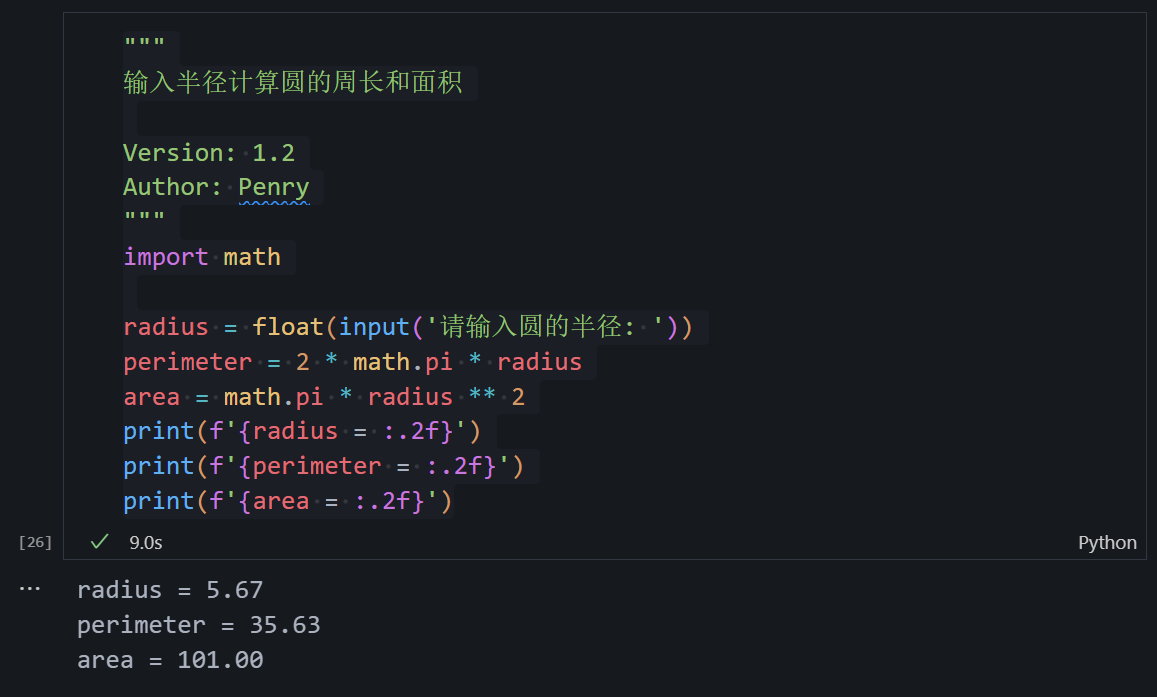 """
输入半径计算圆的周长和面积
Version: 1.2
Author: Penry
"""
import math
radius = float(input('请输入圆的半径: '))
perimeter = 2 * math.pi * radius
area = math.pi * radius ** 2
print(f'{radius = :.2f}')
print(f'{perimeter = :.2f}')
print(f'{area = :.2f}')
[26] 9.0s Python
radius = 5.67
perimeter = 35.63
area = 101.00